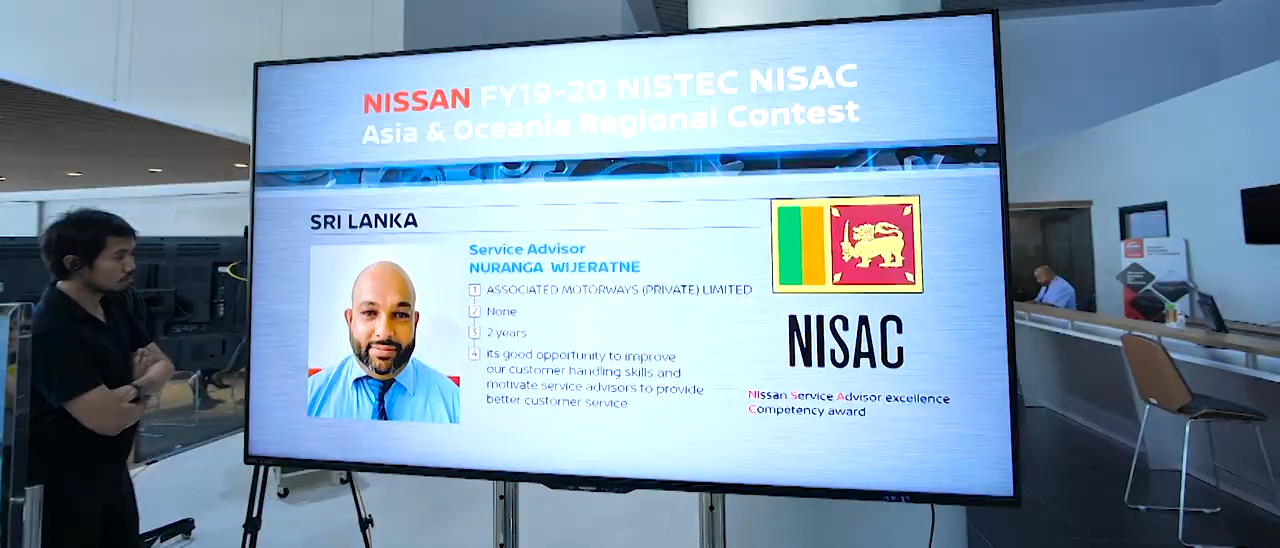 NISSAN FY19-20 NISTEC NISAC
Asia & Oceania Regional Contest
SRI LANKA
Service Advisor
NURANGA WIJERATNE
1 ASSOCIATED MOTORWAYS (PRIVATE) LIMITED
2 None
3 2 years
4 its good opportunity to improve
our customer handling skills and
motivate service advisors to provide
better customer service
NISAC
NIssan Service Advisor excellence
Competency award